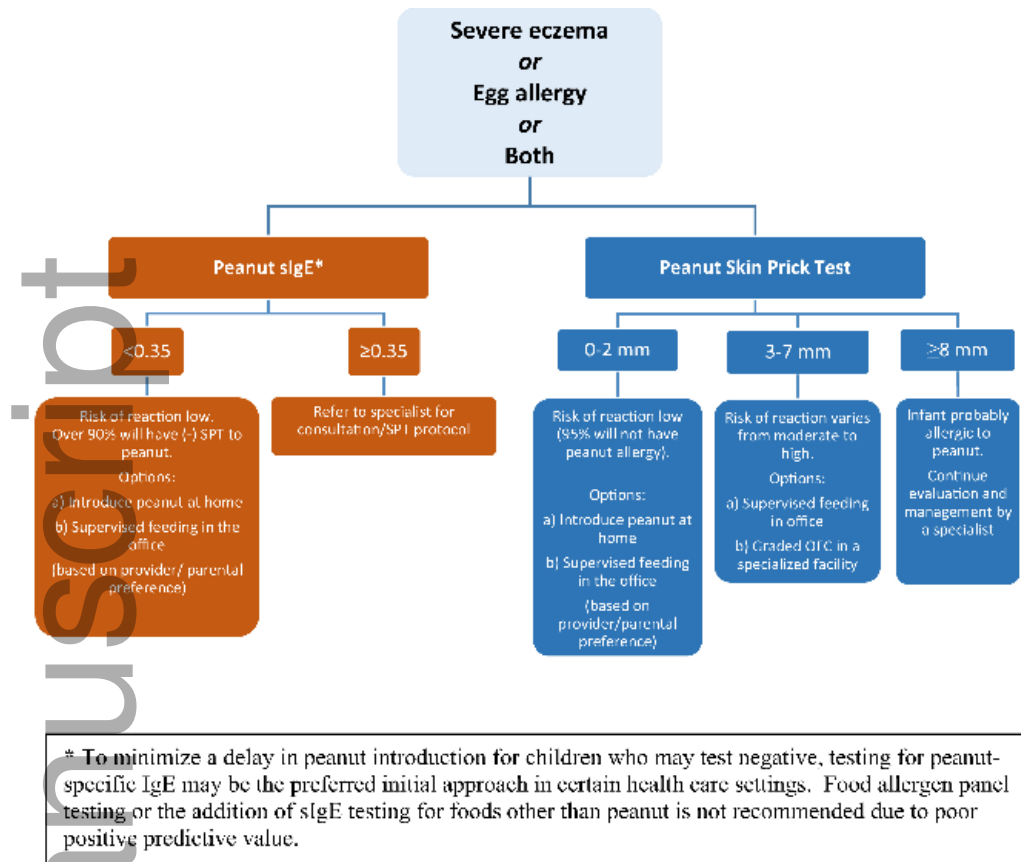 Severe eczema
or
Egg allergy
or
Both
Peanut sIgE*
Peanut Skin Prick Test
<0.35
≥0.35
0-2 mm
3-7 mm
≥8 mm
Risk of reaction low.
Over 90% will have (-) SPT to
peanut.
Options:
a) Introduce peanut at home
b) Supervised feeding in the
office
(based on provider/ parental
preference)
Refer to specialist for
consultation/SPT protocol
Risk of reaction low
(95% will not have
peanut allergy).
Options:
a) Introduce peanut at
home
b) Supervised feeding
in the office
(based on
provider/parental
preference)
Risk of reaction varies
from moderate to
high.
Options:
a) Supervised feeding
in office
b) Graded OFC in a
specialized facility
Infant probably
allergic to
peanut.
Continue
evaluation and
management by
a specialist
* To minimize a delay in peanut introduction for children who may test negative, testing for peanut-
specific IgE may be the preferred initial approach in certain health care settings. Food allergen panel
testing or the addition of sIgE testing for foods other than peanut is not recommended due to poor
positive predictive value.
nuscript